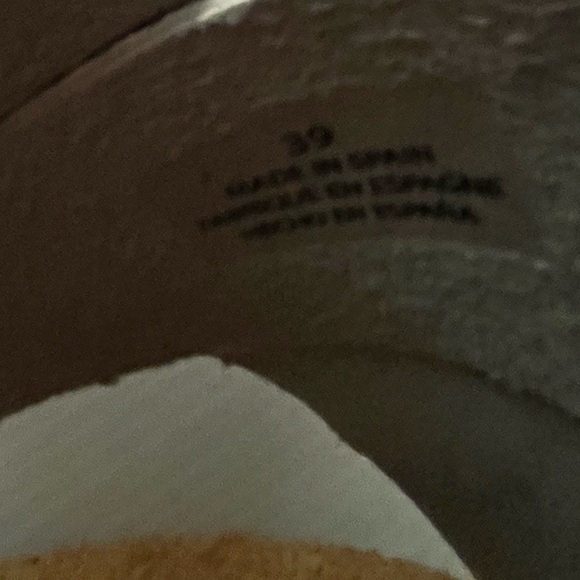 39
MADE IN SPAIN
FABRIQUÉ EN ESPAGNE
HECHO EN ESPAÑA